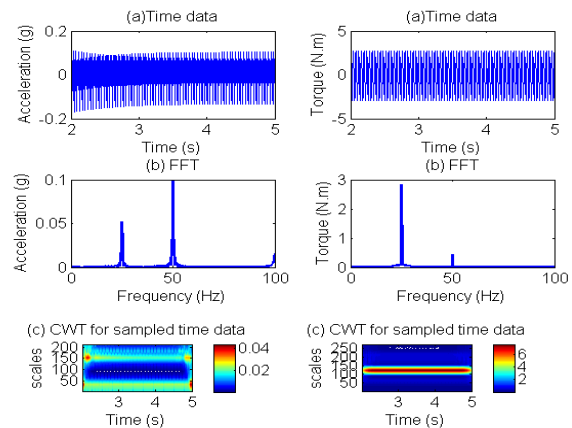 (a)Time data
Acceleration (g)
0.2
0
-0.2
2
3
4
5
Time (s)
(a)Time data
Torque (N.m)
5
0
-5
2
3
4
5
Time (s)
(b) FFT
Acceleration (g)
0.1
0.05
0
0
50
100
Frequency (Hz)
(b) FFT
Torque (N.m)
3
2
1
0
0
50
100
Frequency (Hz)
(c) CWT for sampled time data
scales
200
150
100
50
3
4
5
Time (s)
0.04
0.02
(c) CWT for sampled time data
scales
250
200
150
100
50
3
4
5
Time (s)
6
4
2